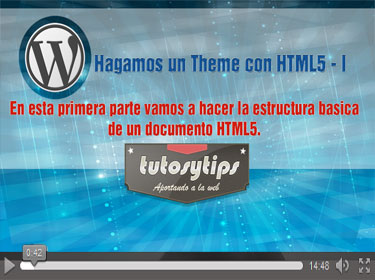 W
Hagamos un Theme con HTML5 - I
En esta primera parte vamos a hacer la estructura basica
de un documento HTML5.
tutosytips
Aportando a la web
8:42
14:48